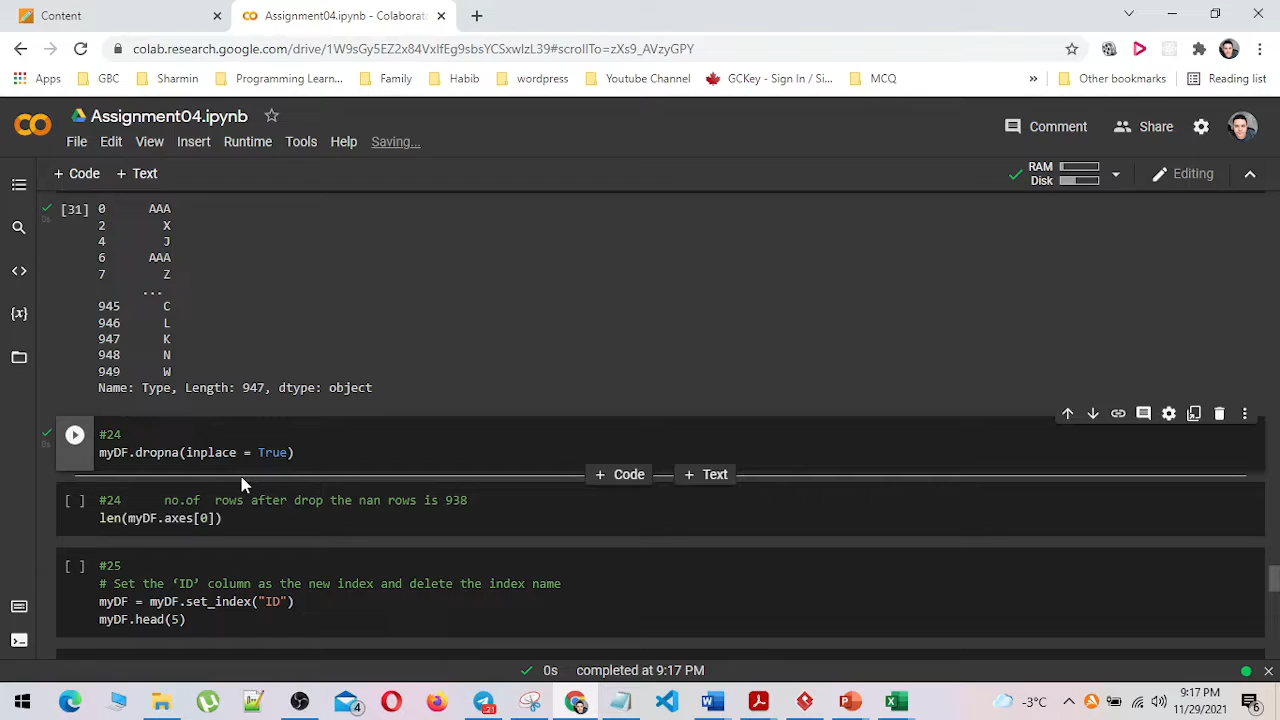 Content
Assignment04.ipynb - Colaborato
colab.research.google.com/drive/1W9sGy5EZ2x84VxIfEg9sbsYCSxwlzL39#scrollTo=zXs9_AVzyGPY
Apps GBC Sharmin Programming Learn... Family Habib wordpress Youtube Channel GCKey - Sign In / Si... MCQ » Other bookmarks Reading list
Assignment04.ipynb
Comment Share
File Edit View Insert Runtime Tools Help Saving...
+ Code + Text
RAM
Disk
Editing
[31] 0 AAA
2 X
4 J
6 AAA
7 Z
...
945 C
946 L
947 K
948 N
949 W
Name: Type, Length: 947, dtype: object
#24
myDF.dropna(inplace = True)
+ Code + Text
[ ] #24 no.of rows after drop the nan rows is 938
len(myDF.axes[0])
[ ] #25
# Set the ‘ID’ column as the new index and delete the index name
myDF = myDF.set_index("ID")
myDF.head(5)
0s completed at 9:17 PM
4
21
-3°C
9:17 PM
11/29/2021
6